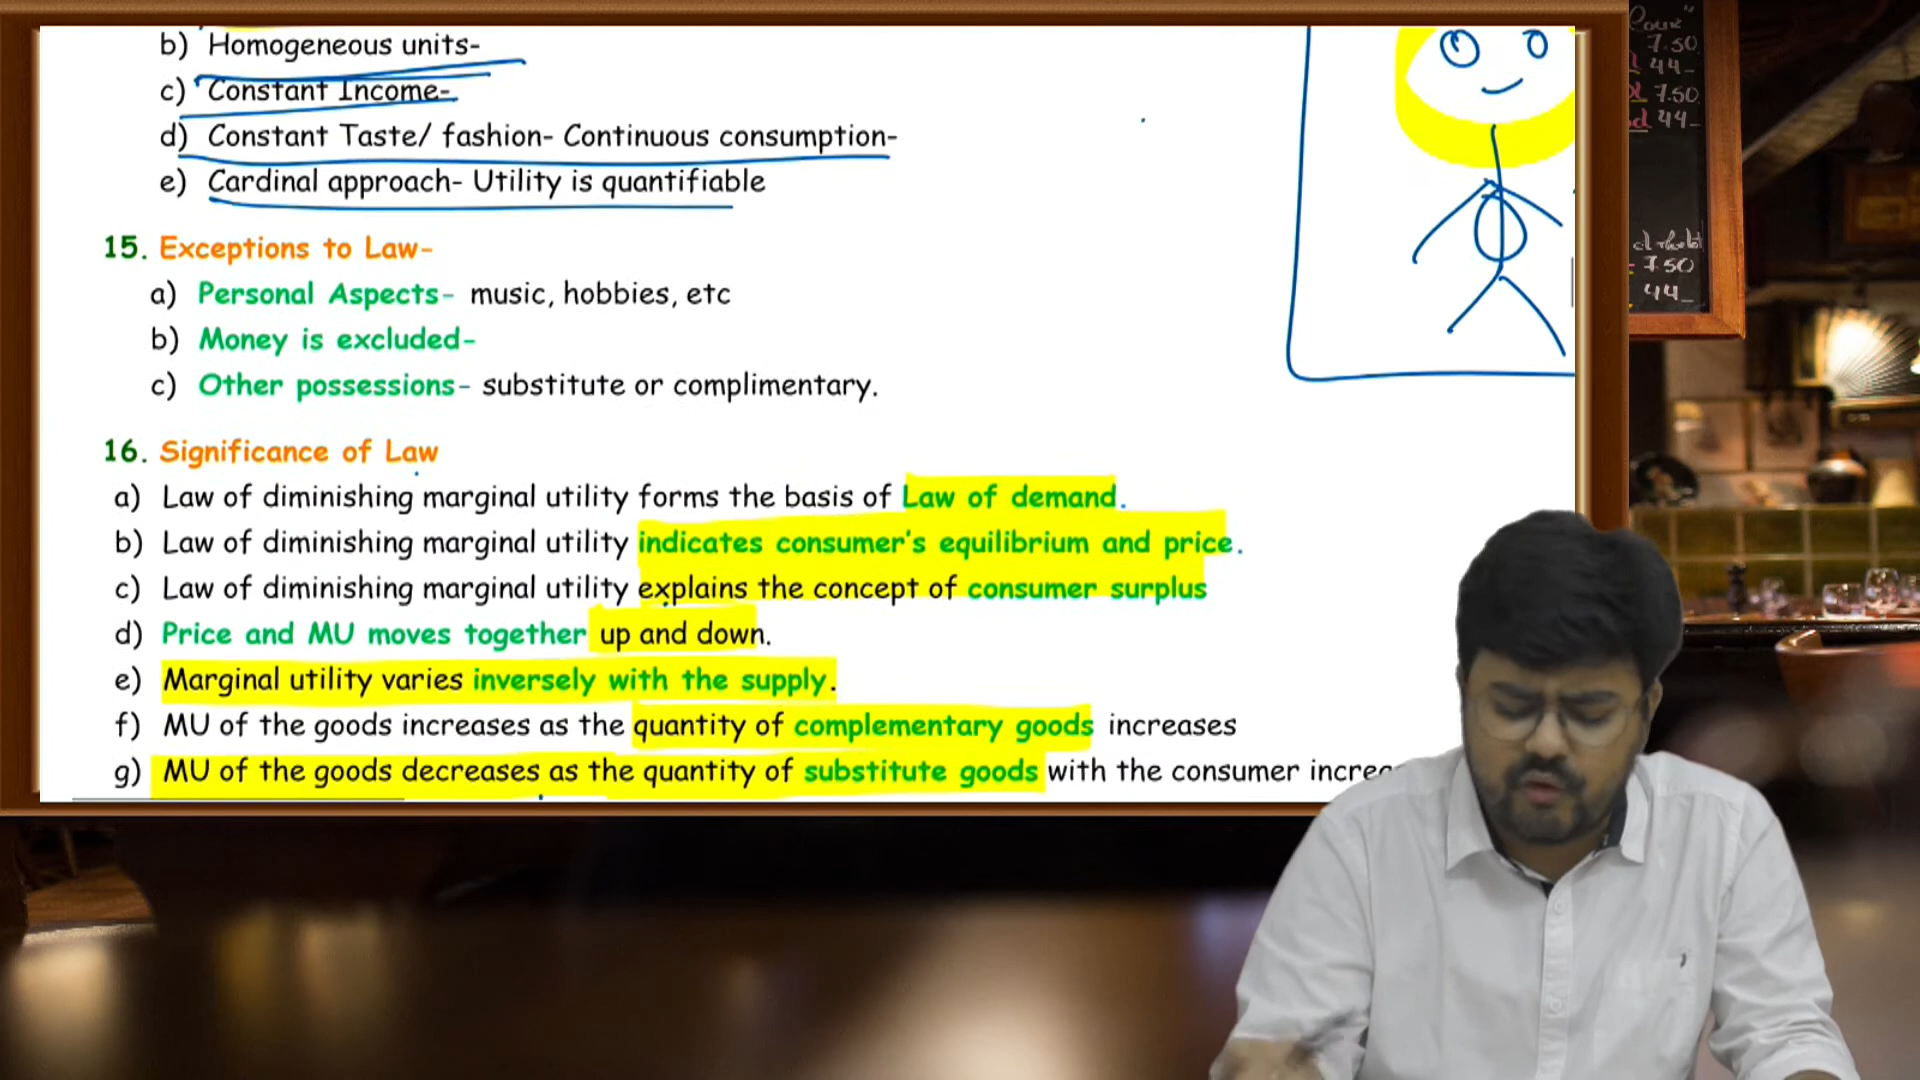 b) Homogeneous units-
c) Constant Income-
d) Constant Taste/ fashion- Continuous consumption-
e) Cardinal approach- Utility is quantifiable
15. Exceptions to Law-
a) Personal Aspects- music, hobbies, etc
b) Money is excluded-
c) Other possessions- substitute or complimentary.
16. Significance of Law
a) Law of diminishing marginal utility forms the basis of Law of demand.
b) Law of diminishing marginal utility indicates consumer's equilibrium and price.
c) Law of diminishing marginal utility explains the concept of consumer surplus
d) Price and MU moves together up and down.
e) Marginal utility varies inversely with the supply.
f) MU of the goods increases as the quantity of complementary goods increases
g) MU of the goods decreases as the quantity of substitute goods with the consumer
7.50
44-
7.50
44-
7.50
44-